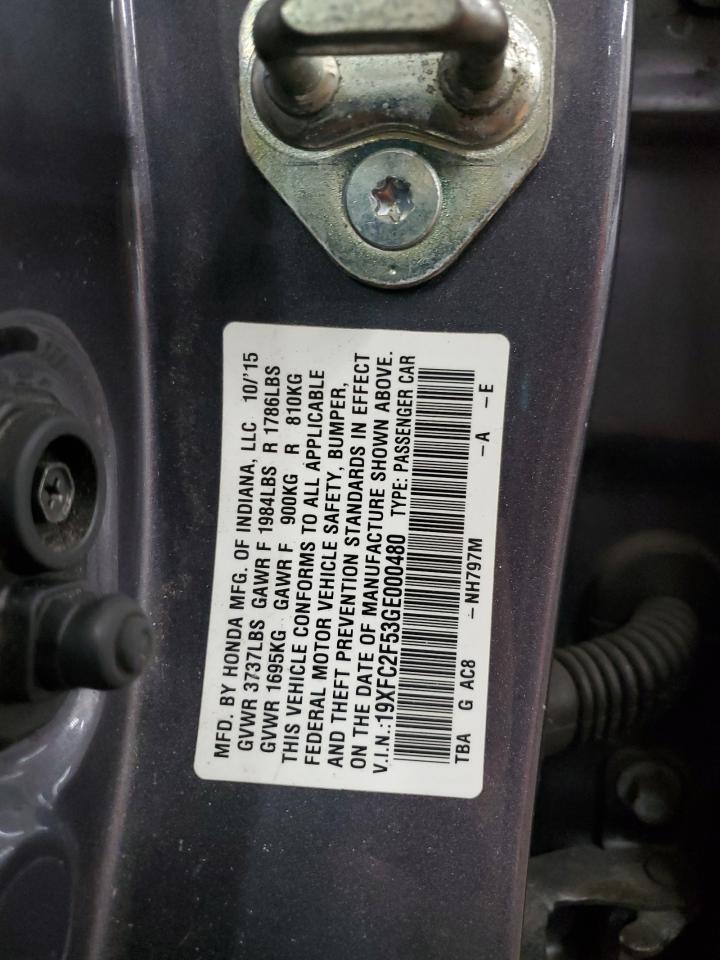 MFD. BY HONDA MFG. OF INDIANA, LLC 10/'15
GVWR 3737LBS GAWR F 1984LBS R 1786LBS
GVWR 1695KG GAWR F 900KG R 810KG
THIS VEHICLE CONFORMS TO ALL APPLICABLE
FEDERAL MOTOR VEHICLE SAFETY, BUMPER,
AND THEFT PREVENTION STANDARDS IN EFFECT
ON THE DATE OF MANUFACTURE SHOWN ABOVE.
V.I.N.:19XFC2F53GE000480 TYPE: PASSENGER CAR
TBA G AC8 -NH797M -A -E